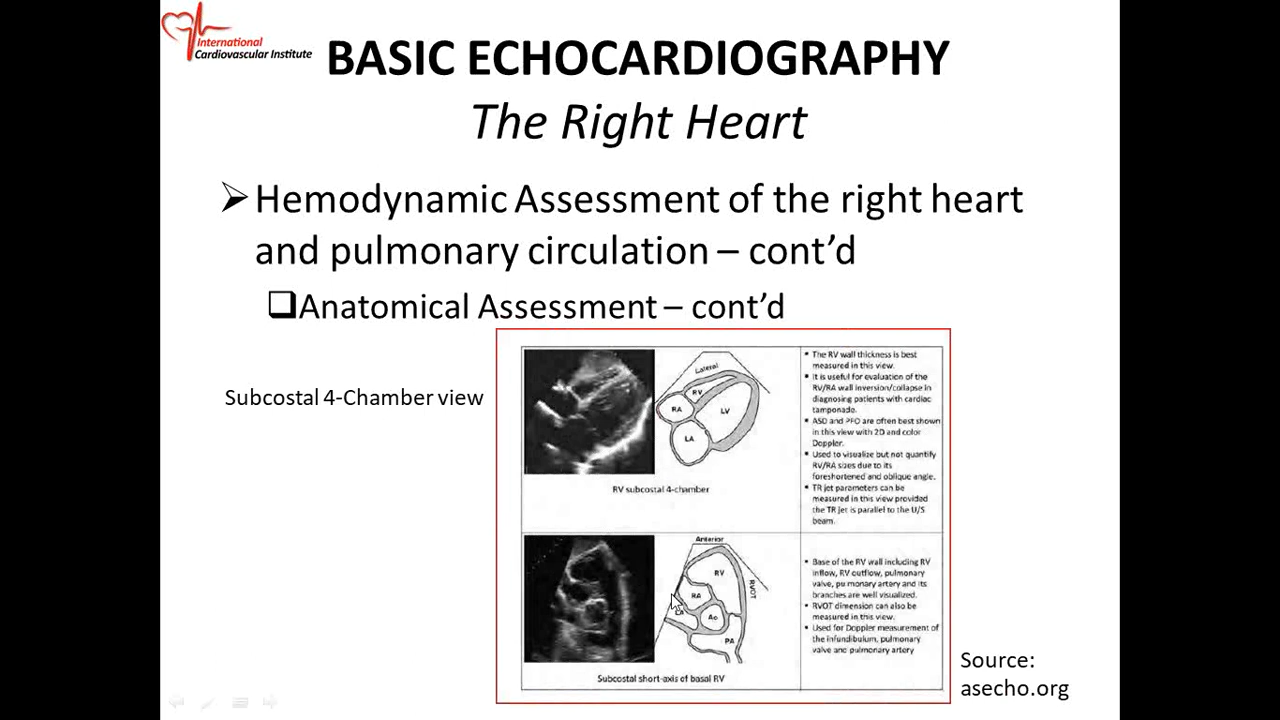 International
Cardiovascular Institute
BASIC ECHOCARDIOGRAPHY
The Right Heart
Hemodynamic Assessment of the right heart
and pulmonary circulation – cont’d
Anatomical Assessment – cont’d
Subcostal 4-Chamber view
Lateral
RV
RA
LV
LA
RV subcostal 4-chamber
• The RV wall thickness is best
measured in this view.
• It is useful for evaluation of the
RV/RA wall inversion/collapse in
diagnosing patients with cardiac
tamponade.
• ASD and PFO are often best shown
in this view with 2D and color
Doppler.
• Used to visualize but not quantify
RV/RA sizes due to its
foreshortened and oblique angle.
• TR jet parameters can be
measured in this view provided
the TR jet is parallel to the U/S
beam.
Anterior
RV
RVOT
RA
LA
Ao
PA
Subcostal short-axis of basal RV
• Base of the RV wall including RV
inflow, RV outflow, pulmonary
valve, pu monary artery and its
branches are well visualized.
• RVOT dimension can also be
measured in this view.
• Used for Doppler measurement of
the infundibulum, pulmonary
valve and pulmonary artery
Source:
asecho.org